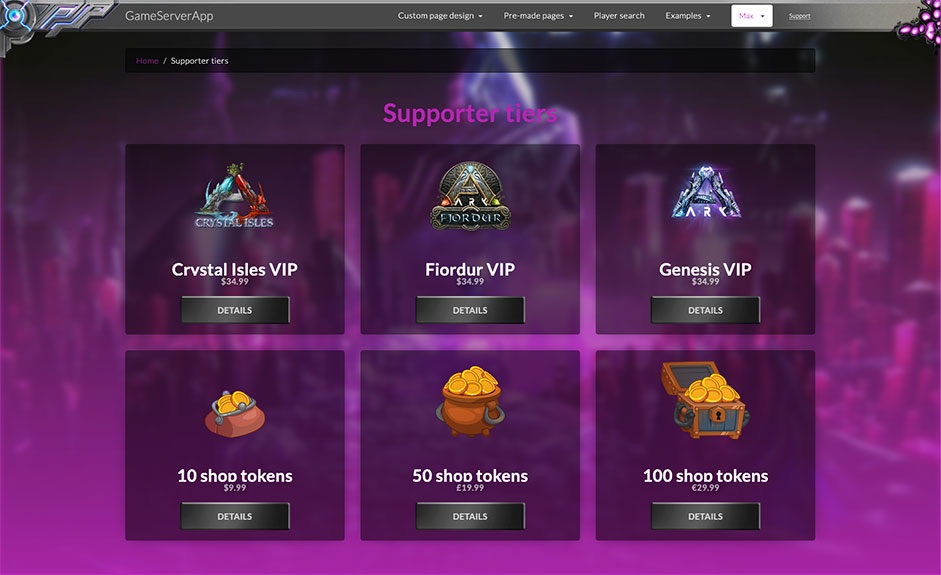 GameServerApp
Custom page design
Pre-made pages
Player search
Examples
Max
Support
Home / Supporter tiers
Supporter tiers
CRYSTAL ISLES
ARK
FJORDUR
ARK
Crystal Isles VIP
$34.99
DETAILS
Fjordur VIP
$34.99
DETAILS
Genesis VIP
$34.99
DETAILS
10 shop tokens
$9.99
DETAILS
50 shop tokens
£19.99
DETAILS
100 shop tokens
€29.99
DETAILS